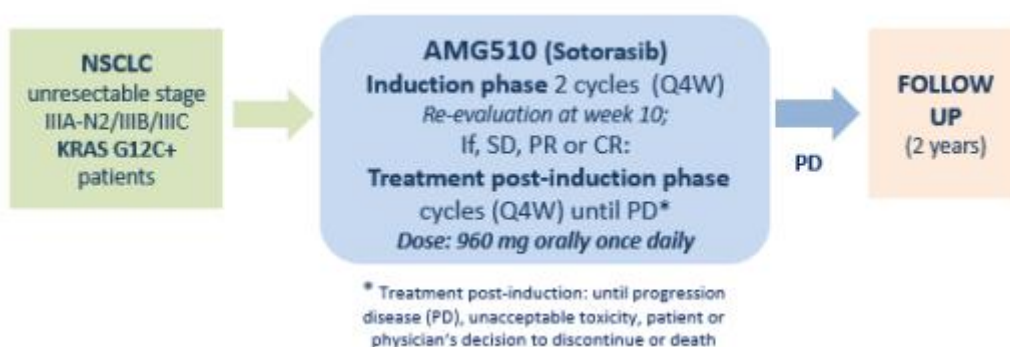 NSCLC
unresectable stage
IIIA-N2/IIIB/IIIC
KRAS G12C+
patients
AMG510 (Sotorasib)
Induction phase 2 cycles (Q4W)
Re-evaluation at week 10;
If, SD, PR or CR:
Treatment post-induction phase
cycles (Q4W) until PD*
Dose: 960 mg orally once daily
PD
FOLLOW
UP
(2 years)
* Treatment post-induction: until progression
disease (PD), unacceptable toxicity, patient or
physician's decision to discontinue or death